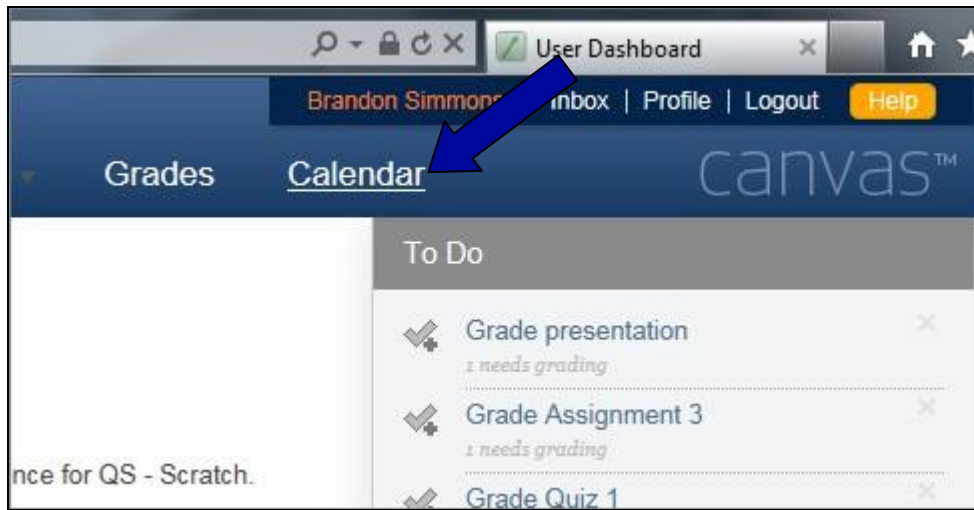 User Dashboard
Brandon Simmons Inbox | Profile | Logout Help
Grades Calendar canvas™
To Do
Grade presentation
1 needs grading
Grade Assignment 3
1 needs grading
nce for QS - Scratch.
Grade Quiz 1